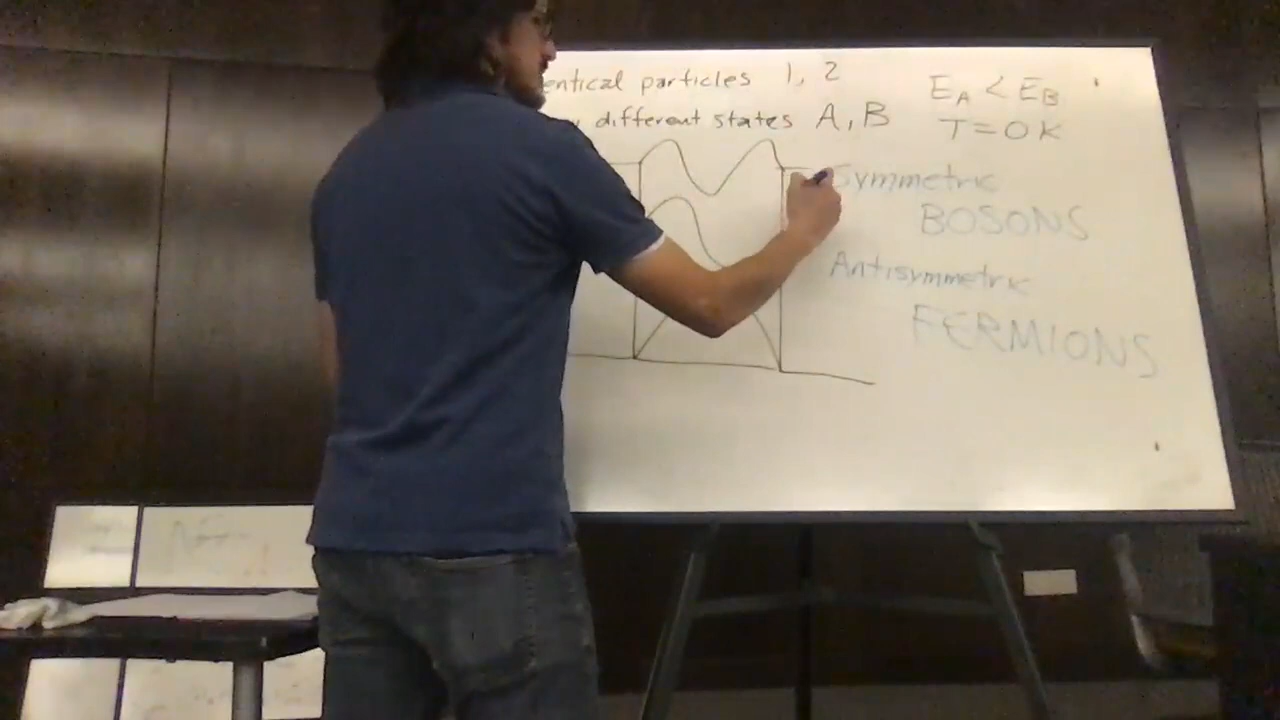 entical particles 1, 2
different states A, B
E_A < E_B
T = 0 K
Symmetric
BOSONS
Antisymmetric
FERMIONS